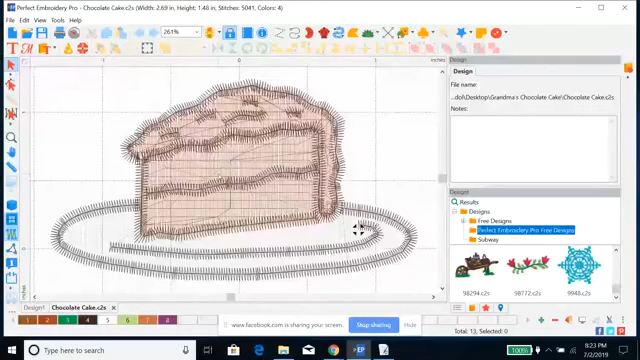 Perfect Embroidery Pro - Chocolate Cake.c2s (Width: 2.69 in, Height: 1.48 in, Stitches: 5041, Colors: 4)
Edit View Tools Help
261%
inches
Design
File name:
..do\Desktop\Grandma's Chocolate Cake\Chocolate Cake.c2s
Notes:
Results
Designs
Free Designs
Perfect Embroidery Pro Free Designs
Subway
98294.c2s 98772.c2s 9948.c2s
inches
Design1 Chocolate Cake.c2s
1 2 3 4 5 6 7 8
www.facebook.com is sharing your screen. Stop sharing Hide
Total: 13, Selected: 0
Type here to search
100%
8:23 PM
7/2/2019